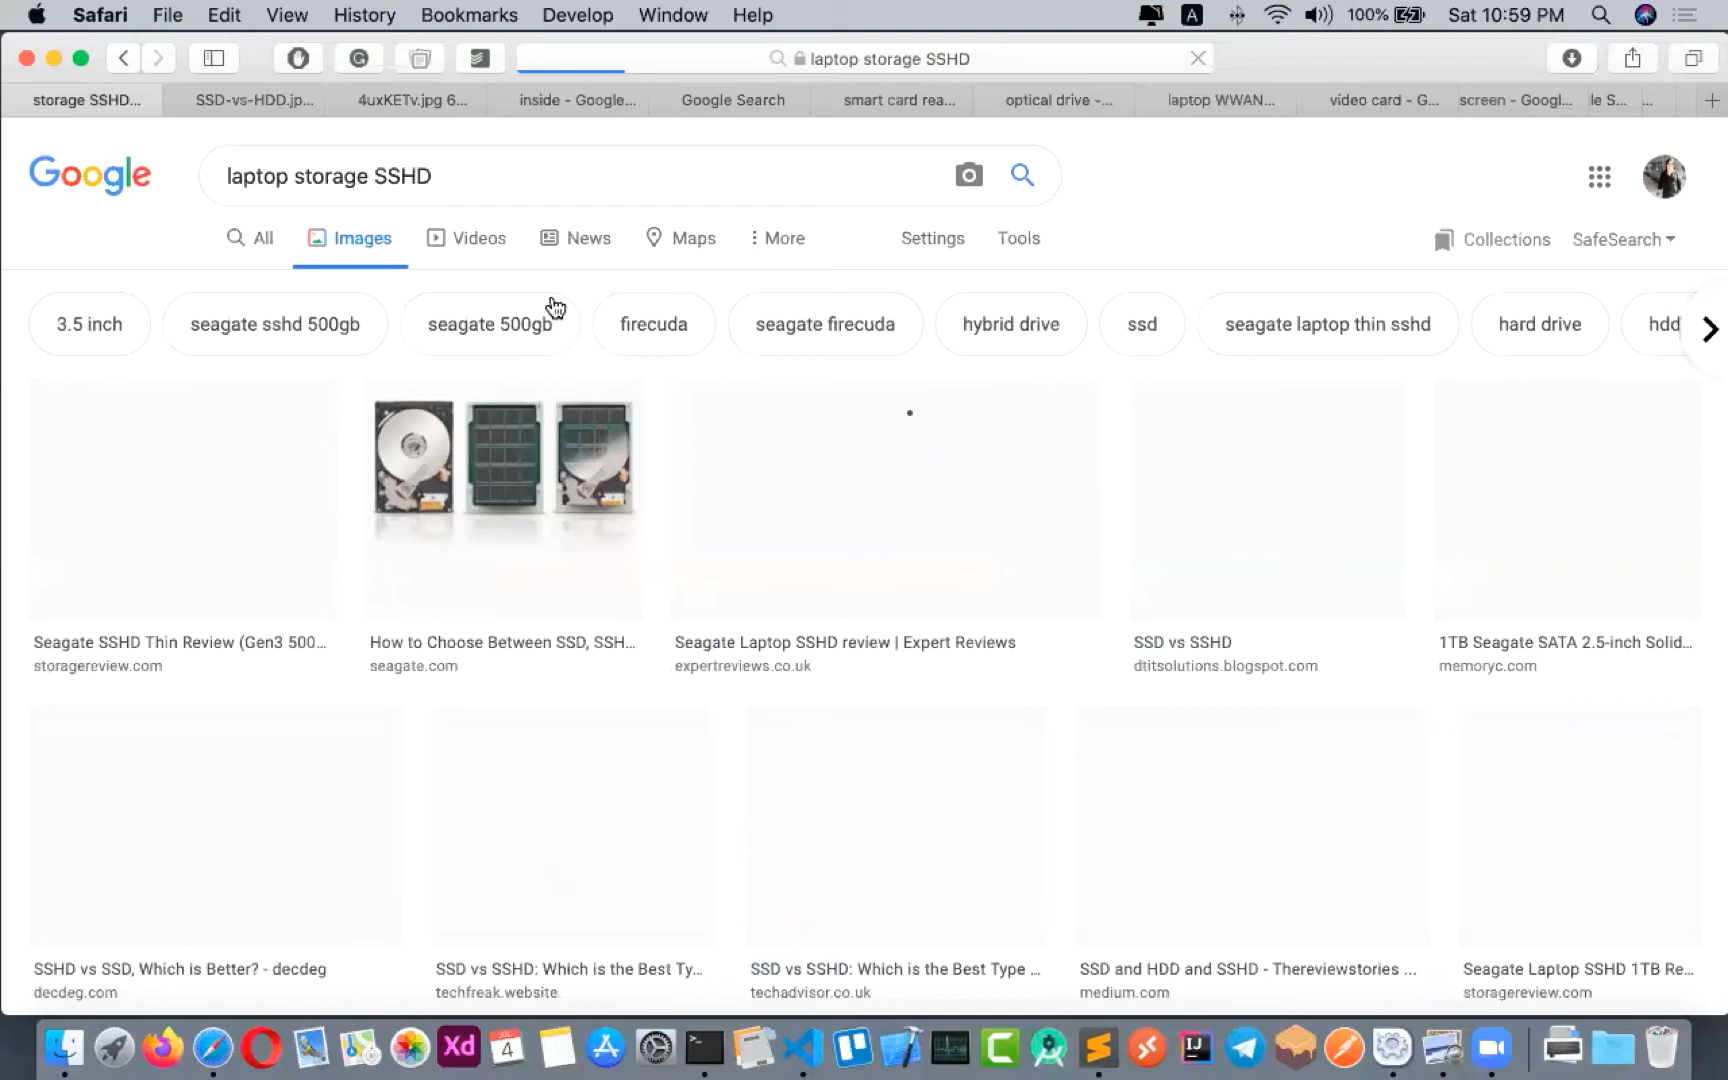 Safari File Edit View History Bookmarks Develop Window Help A 100% Sat 10:59 PM
laptop storage SSHD
storage SSHD... SSD-vs-HDD.jp... 4uxKETv.jpg 6... inside - Google... Google Search smart card rea... optical drive -... laptop WWAN... video card - G... screen - Googl... le S... ...
Google laptop storage SSHD
All Images Videos News Maps More Settings Tools Collections SafeSearch
3.5 inch seagate sshd 500gb seagate 500gb firecuda seagate firecuda hybrid drive ssd seagate laptop thin sshd hard drive hdd
Seagate SSHD Thin Review (Gen3 500... How to Choose Between SSD, SSH... Seagate Laptop SSHD review | Expert Reviews SSD vs SSHD 1TB Seagate SATA 2.5-inch Solid...
storagereview.com seagate.com expertreviews.co.uk dtitsolutions.blogspot.com memoryc.com
SSHD vs SSD, Which is Better? - decdeg SSD vs SSHD: Which is the Best Ty... SSD vs SSHD: Which is the Best Type ... SSD and HDD and SSHD - Thereviewstories ... Seagate Laptop SSHD 1TB Re...
decdeg.com techfreak.website techadvisor.co.uk medium.com storagereview.com
Xd JUL 4 IJ